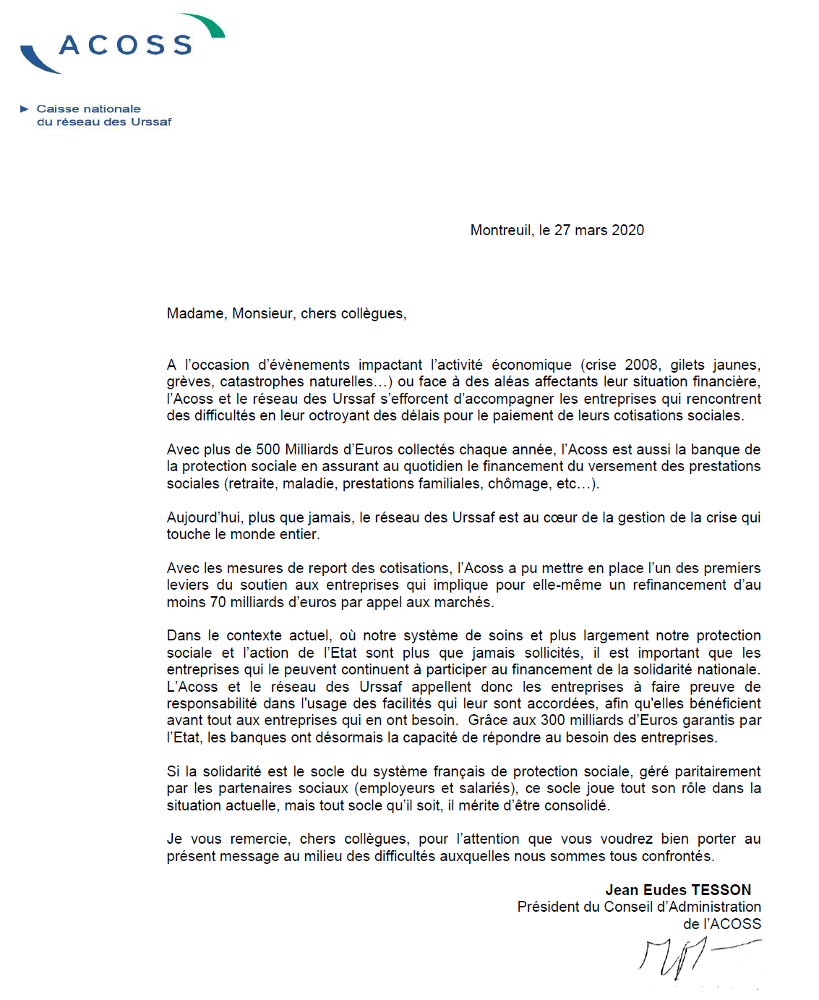 ACOSS
Caisse nationale
du réseau des Urssaf
Montreuil, le 27 mars 2020
Madame, Monsieur, chers collègues,
A l’occasion d’évènements impactant l’activité économique (crise 2008, gilets jaunes,
grèves, catastrophes naturelles…) ou face à des aléas affectants leur situation financière,
l’Acoss et le réseau des Urssaf s’efforcent d’accompagner les entreprises qui rencontrent
des difficultés en leur octroyant des délais pour le paiement de leurs cotisations sociales.
Avec plus de 500 Milliards d’Euros collectés chaque année, l’Acoss est aussi la banque de
la protection sociale en assurant au quotidien le financement du versement des prestations
sociales (retraite, maladie, prestations familiales, chômage, etc…).
Aujourd’hui, plus que jamais, le réseau des Urssaf est au cœur de la gestion de la crise qui
touche le monde entier.
Avec les mesures de report des cotisations, l’Acoss a pu mettre en place l’un des premiers
leviers du soutien aux entreprises qui implique pour elle-même un refinancement d’au
moins 70 milliards d’euros par appel aux marchés.
Dans le contexte actuel, où notre système de soins et plus largement notre protection
sociale et l’action de l’Etat sont plus que jamais sollicités, il est important que les
entreprises qui le peuvent continuent à participer au financement de la solidarité nationale.
L’Acoss et le réseau des Urssaf appellent donc les entreprises à faire preuve de
responsabilité dans l'usage des facilités qui leur sont accordées, afin qu'elles bénéficient
avant tout aux entreprises qui en ont besoin.  Grâce aux 300 milliards d’Euros garantis par
l’Etat, les banques ont désormais la capacité de répondre au besoin des entreprises.
Si la solidarité est le socle du système français de protection sociale, géré paritairement
par les partenaires sociaux (employeurs et salariés), ce socle joue tout son rôle dans la
situation actuelle, mais tout socle qu’il soit, il mérite d’être consolidé.
Je vous remercie, chers collègues, pour l’attention que vous voudrez bien porter au
présent message au milieu des difficultés auxquelles nous sommes tous confrontés.
Jean Eudes TESSON
Président du Conseil d’Administration
de l’ACOSS